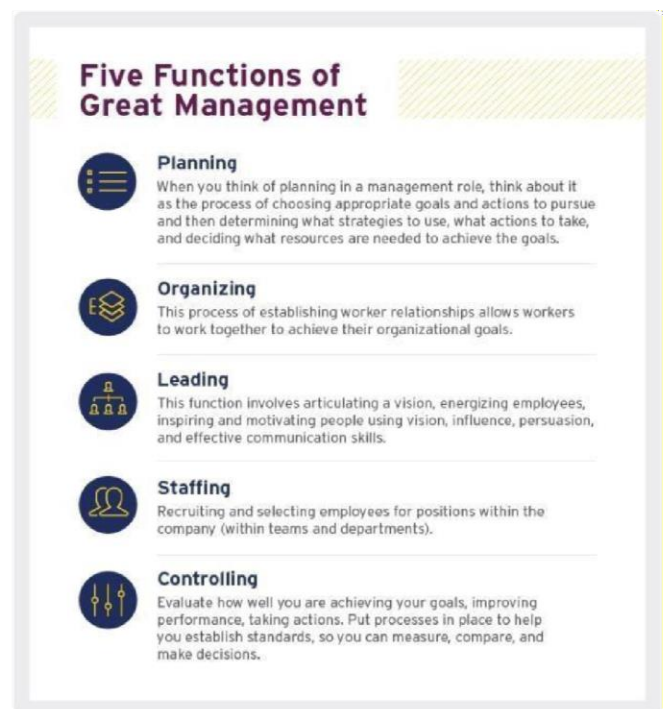 Five Functions of
Great Management
Planning
When you think of planning in a management role, think about it
as the process of choosing appropriate goals and actions to pursue
and then determining what strategies to use, what actions to take,
and deciding what resources are needed to achieve the goals.
Organizing
This process of establishing worker relationships allows workers
to work together to achieve their organizational goals.
Leading
This function involves articulating a vision, energizing employees,
inspiring and motivating people using vision, influence, persuasion,
and effective communication skills.
Staffing
Recruiting and selecting employees for positions within the
company (within teams and departments).
Controlling
Evaluate how well you are achieving your goals, improving
performance, taking actions. Put processes in place to help
you establish standards, so you can measure, compare, and
make decisions.